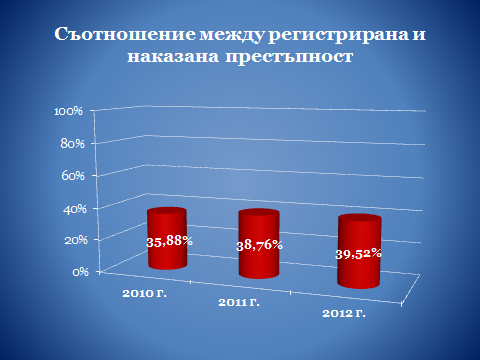 Съотношение между регистрирана и
наказана престъпност
100%
80%
60%
40%
20%
0%
35,88%
38,76%
39,52%
2010 г.
2011 г.
2012 г.